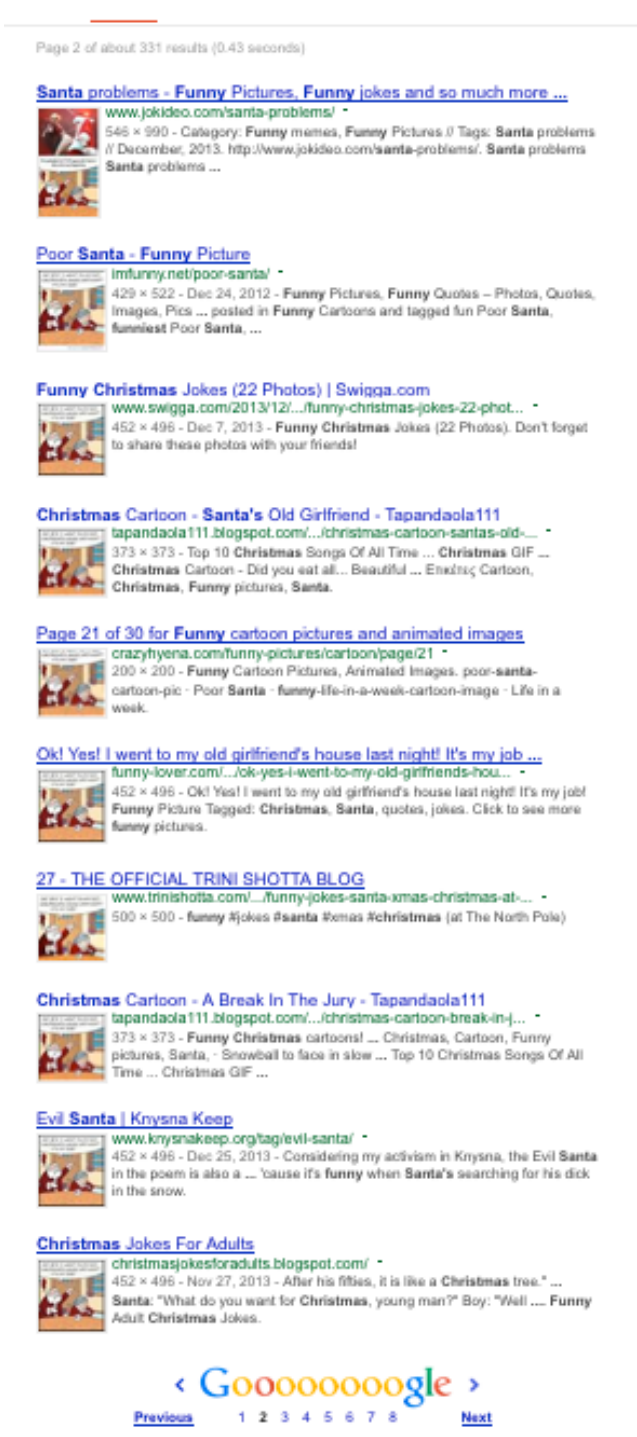 Page 2 of about 331 results (0.43 seconds)
Santa problems - Funny Pictures, Funny jokes and so much more ...
www.jokideo.com/santa-problems/
546 × 990 - Category: Funny memes, Funny Pictures // Tags: Santa problems
// December, 2013. http://www.jokideo.com/santa-problems/. Santa problems
Santa problems ...
Poor Santa - Funny Picture
imfunny.net/poor-santa/
429 × 522 - Dec 24, 2012 - Funny Pictures, Funny Quotes – Photos, Quotes,
Images, Pics ... posted in Funny Cartoons and tagged fun Poor Santa,
funniest Poor Santa, ...
Funny Christmas Jokes (22 Photos) | Swigga.com
www.swigga.com/2013/12/.../funny-christmas-jokes-22-phot...
452 × 496 - Dec 7, 2013 - Funny Christmas Jokes (22 Photos). Don't forget
to share these photos with your friends!
Christmas Cartoon - Santa's Old Girlfriend - Tapandaola111
tapandaola111.blogspot.com/.../christmas-cartoon-santas-old-...
373 × 373 - Top 10 Christmas Songs Of All Time ... Christmas GIF ...
Christmas Cartoon - Did you eat all... Beautiful ... Ετικέτες Cartoon,
Christmas, Funny pictures, Santa.
Page 21 of 30 for Funny cartoon pictures and animated images
crazyhyena.com/funny-pictures/cartoon/page/21
200 × 200 - Funny Cartoon Pictures, Animated Images. poor-santa-
cartoon-pic · Poor Santa · funny-life-in-a-week-cartoon-image · Life in a
week.
Ok! Yes! I went to my old girlfriend's house last night! It's my job ...
funny-lover.com/.../ok-yes-i-went-to-my-old-girlfriends-hou...
452 × 496 - Ok! Yes! I went to my old girlfriend's house last night! It's my job!
Funny Picture Tagged: Christmas, Santa, quotes, jokes. Click to see more
funny pictures.
27 - THE OFFICIAL TRINI SHOTTA BLOG
www.trinishotta.com/.../funny-jokes-santa-xmas-christmas-at-...
500 × 500 - funny #jokes #santa #xmas #christmas (at The North Pole)
Christmas Cartoon - A Break In The Jury - Tapandaola111
tapandaola111.blogspot.com/.../christmas-cartoon-break-in-j...
373 × 373 - Funny Christmas cartoons! ... Christmas, Cartoon, Funny
pictures, Santa, · Snowball to face in slow ... Top 10 Christmas Songs Of All
Time ... Christmas GIF ...
Evil Santa | Knysna Keep
www.knysnakeep.org/tag/evil-santa/
452 × 496 - Dec 25, 2013 - Considering my activism in Knysna, the Evil Santa
in the poem is also a ... 'cause it's funny when Santa's searching for his dick
in the snow.
Christmas Jokes For Adults
christmasjokesforadults.blogspot.com/
452 × 496 - Nov 27, 2013 - After his fifties, it is like a Christmas tree." ...
Santa: "What do you want for Christmas, young man?" Boy: "Well .... Funny
Adult Christmas Jokes.
< Goooooooogle >
Previous 1 2 3 4 5 6 7 8 Next